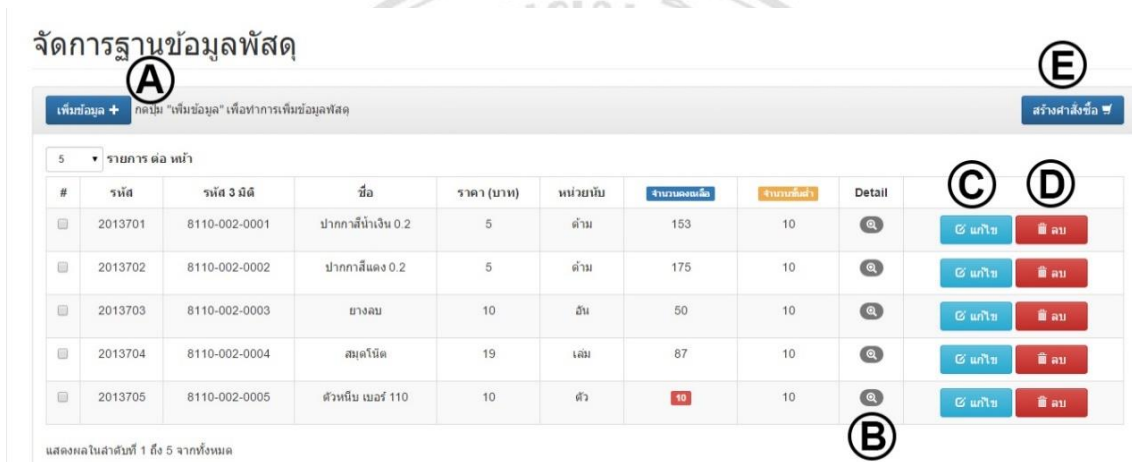 จัดการฐานข้อมูลพัสดุ
A
E
เพิ่มข้อมูล + กดปุ่ม "เพิ่มข้อมูล" เพื่อทำการเพิ่มข้อมูลพัสดุ สร้างคำสั่งซื้อ
5 รายการ ต่อ หน้า
# รหัส รหัส 3 มิติ ชื่อ ราคา (บาท) หน่วยนับ จำนวนคงเหลือ จำนวนขั้นต่ำ Detail C D
2013701 8110-002-0001 ปากกาสีน้ำเงิน 0.2 5 ด้าม 153 10 แก้ไข ลบ
2013702 8110-002-0002 ปากกาสีแดง 0.2 5 ด้าม 175 10 แก้ไข ลบ
2013703 8110-002-0003 ยางลบ 10 อัน 50 10 แก้ไข ลบ
2013704 8110-002-0004 สมุดโน๊ต 19 เล่ม 87 10 แก้ไข ลบ
2013705 8110-002-0005 ตัวหนีบ เบอร์ 110 10 ตัว 10 10 แก้ไข ลบ
B
แสดงผลในลำดับที่ 1 ถึง 5 จากทั้งหมด